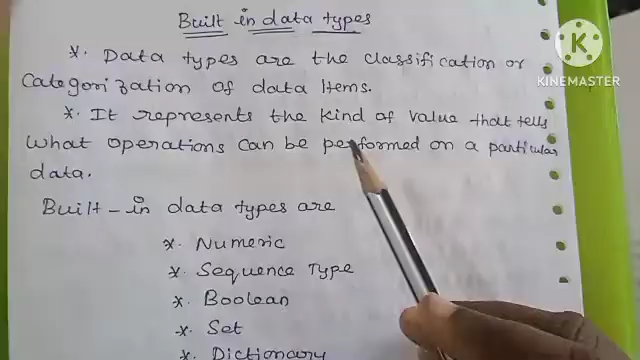 Built in data types
*. Data types are the classification or
categorization of data Items.
*. It represents the kind of value that tells
what operations can be performed on a particular
data.
Built-in data types are
*. Numeric
*. Sequence Type
*. Boolean
*. Set
*. Dictionary
KINEMASTER